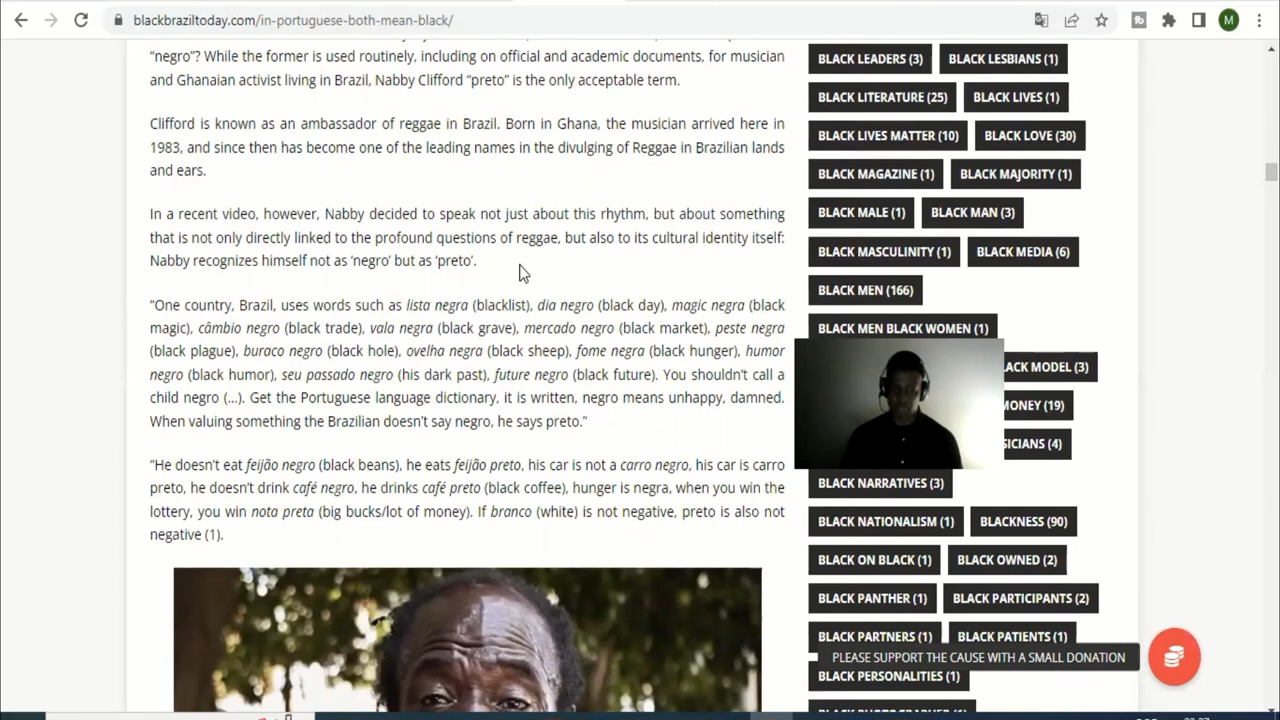 blackbraziltoday.com/in-portuguese-both-mean-black/
M
"negro"? While the former is used routinely, including on official and academic documents, for musician
and Ghanaian activist living in Brazil, Nabby Clifford "preto" is the only acceptable term.
Clifford is known as an ambassador of reggae in Brazil. Born in Ghana, the musician arrived here in
1983, and since then has become one of the leading names in the divulging of Reggae in Brazilian lands
and ears.
In a recent video, however, Nabby decided to speak not just about this rhythm, but about something
that is not only directly linked to the profound questions of reggae, but also to its cultural identity itself:
Nabby recognizes himself not as 'negro' but as 'preto'.
"One country, Brazil, uses words such as lista negra (blacklist), dia negro (black day), magic negra (black
magic), câmbio negro (black trade), vala negra (black grave), mercado negro (black market), peste negra
(black plague), buraco negro (black hole), ovelha negra (black sheep), fome negra (black hunger), humor
negro (black humor), seu passado negro (his dark past), future negro (black future). You shouldn't call a
child negro (...). Get the Portuguese language dictionary, it is written, negro means unhappy, damned.
When valuing something the Brazilian doesn't say negro, he says preto."
"He doesn't eat feijão negro (black beans), he eats feijão preto, his car is not a carro negro, his car is carro
preto, he doesn't drink café negro, he drinks café preto (black coffee), hunger is negra, when you win the
lottery, you win nota preta (big bucks/lot of money). If branco (white) is not negative, preto is also not
negative (1).
BLACK LEADERS (3) BLACK LESBIANS (1)
BLACK LITERATURE (25) BLACK LIVES (1)
BLACK LIVES MATTER (10) BLACK LOVE (30)
BLACK MAGAZINE (1) BLACK MAJORITY (1)
BLACK MALE (1) BLACK MAN (3)
BLACK MASCULINITY (1) BLACK MEDIA (6)
BLACK MEN (166)
BLACK MEN BLACK WOMEN (1)
ACK MODEL (3)
MONEY (19)
SICIANS (4)
BLACK NARRATIVES (3)
BLACK NATIONALISM (1) BLACKNESS (90)
BLACK ON BLACK (1) BLACK OWNED (2)
BLACK PANTHER (1) BLACK PARTICIPANTS (2)
BLACK PARTNERS (1) BLACK PATIENTS (1)
PLEASE SUPPORT THE CAUSE WITH A SMALL DONATION
BLACK PERSONALITIES (1)